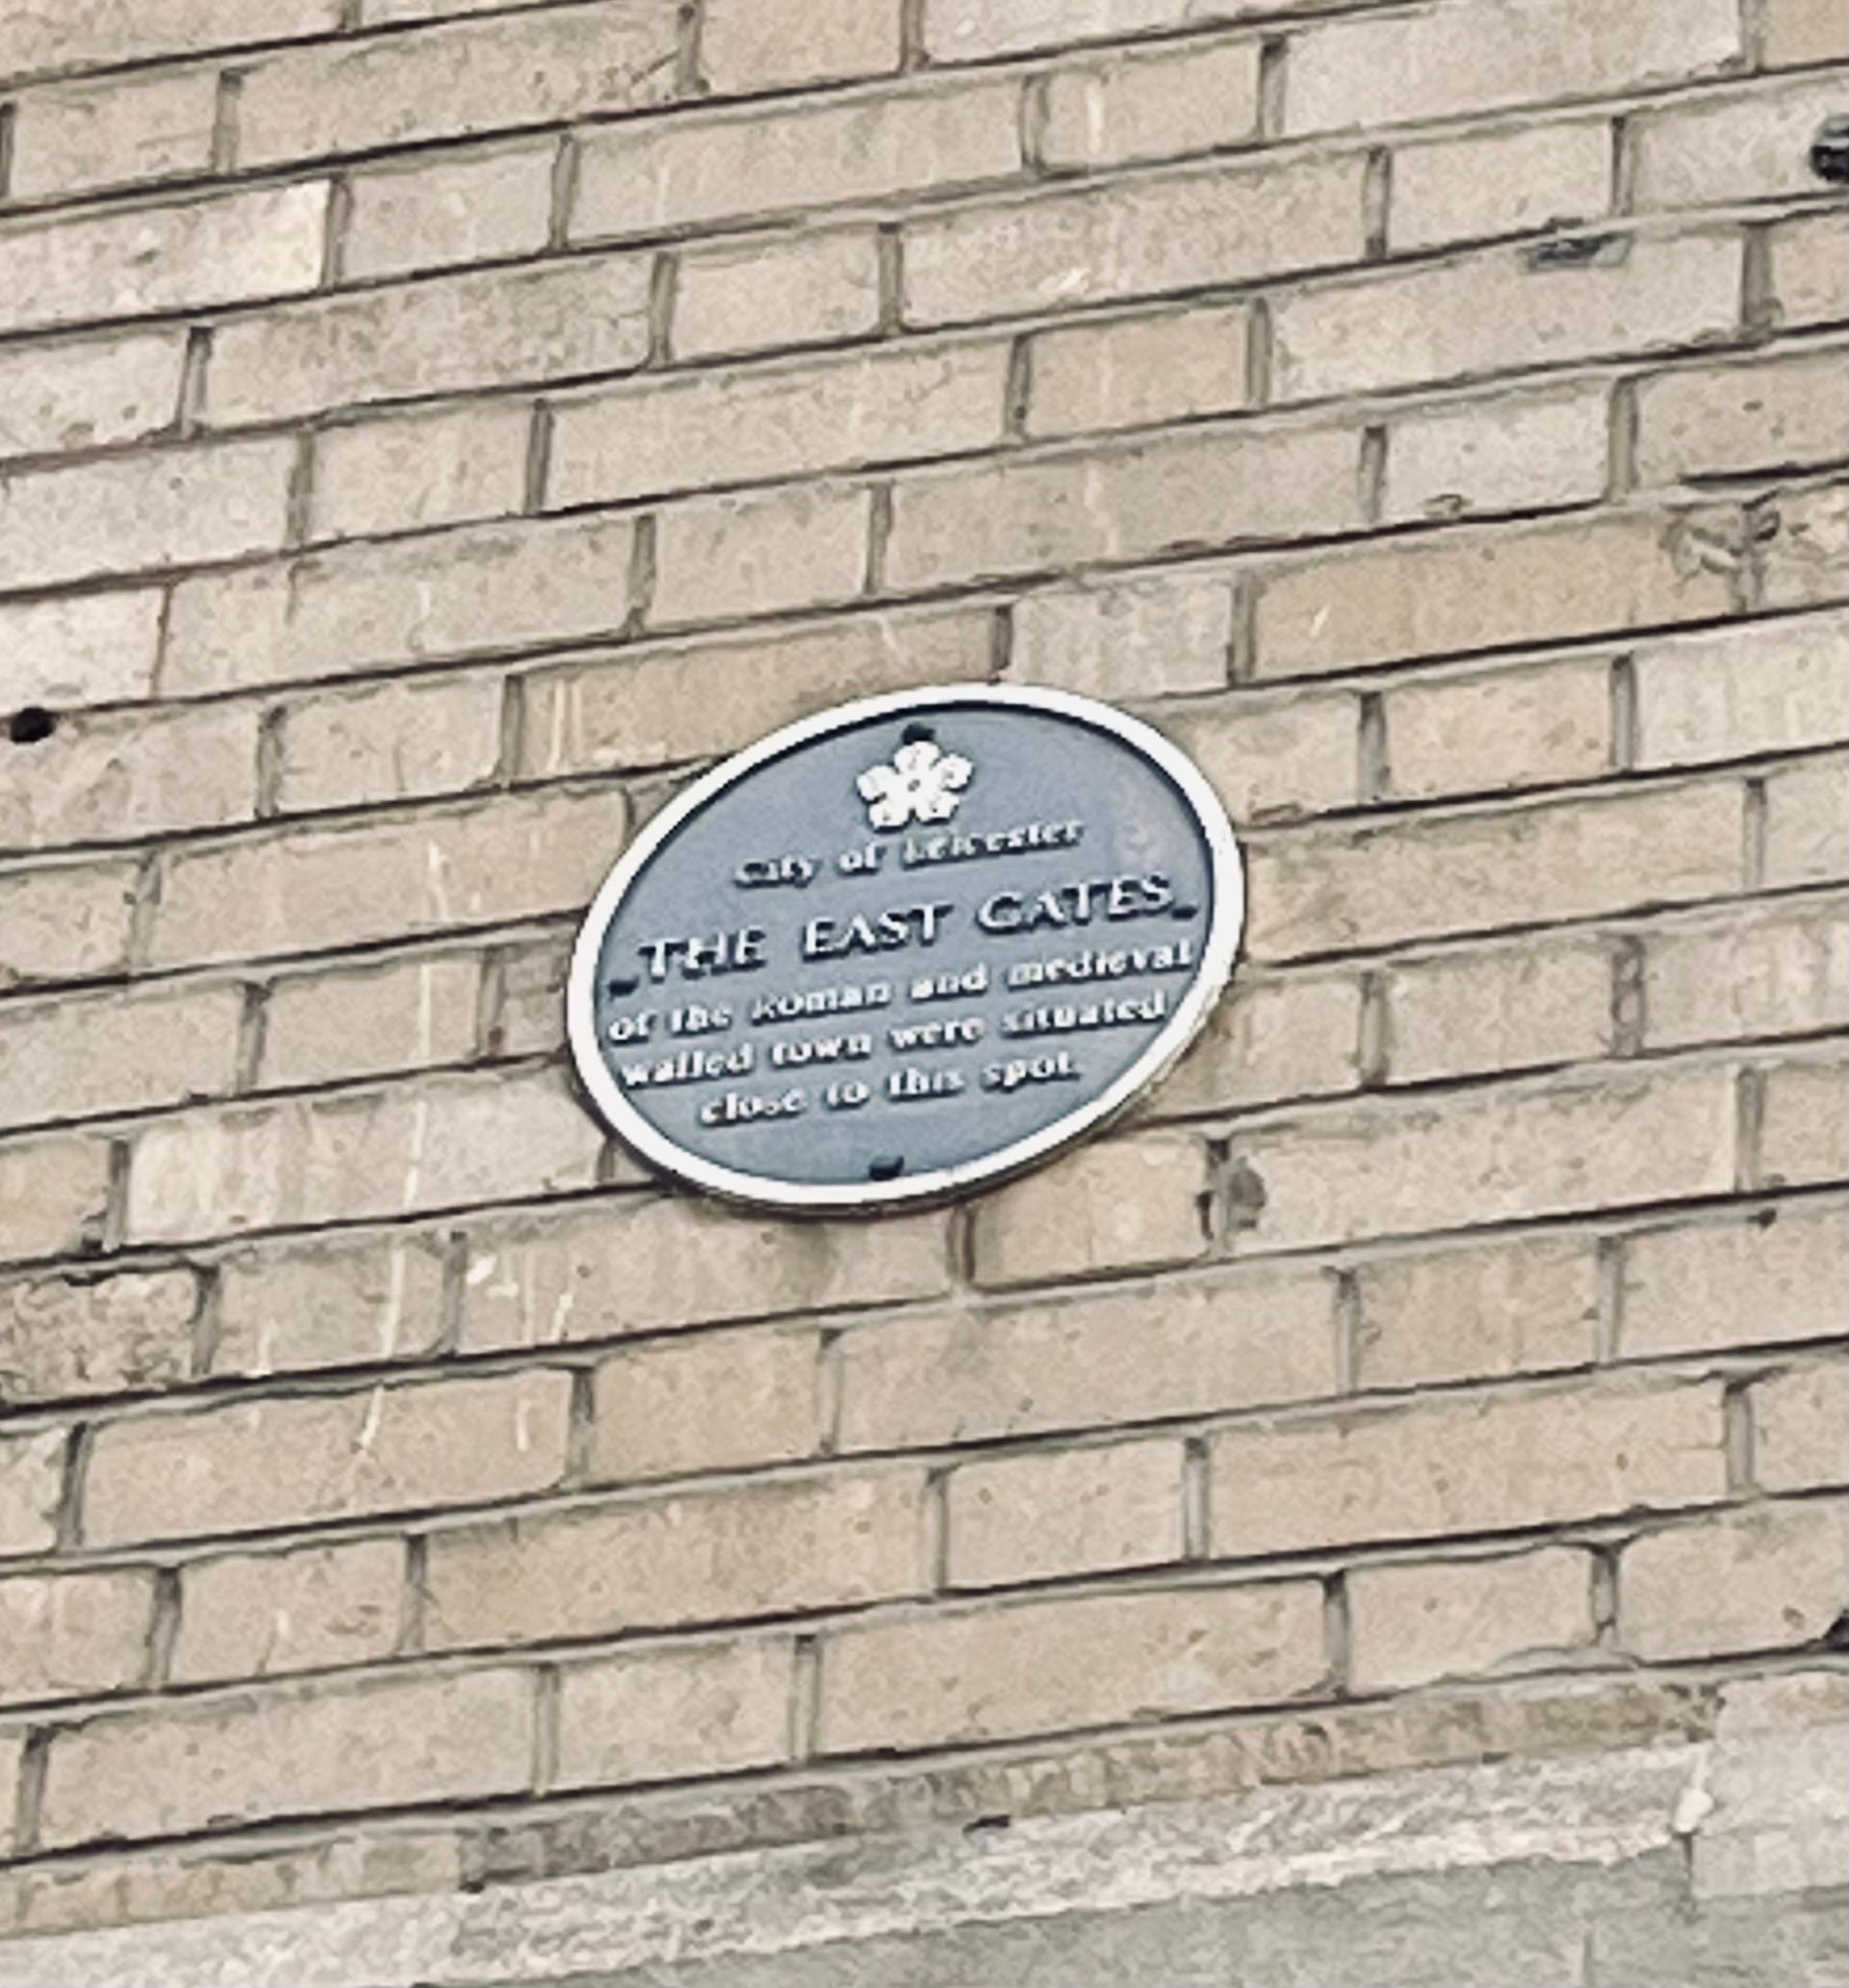 City of Leicester
THE EAST GATES
of the Roman and medieval
walled town were situated
close to this spot.